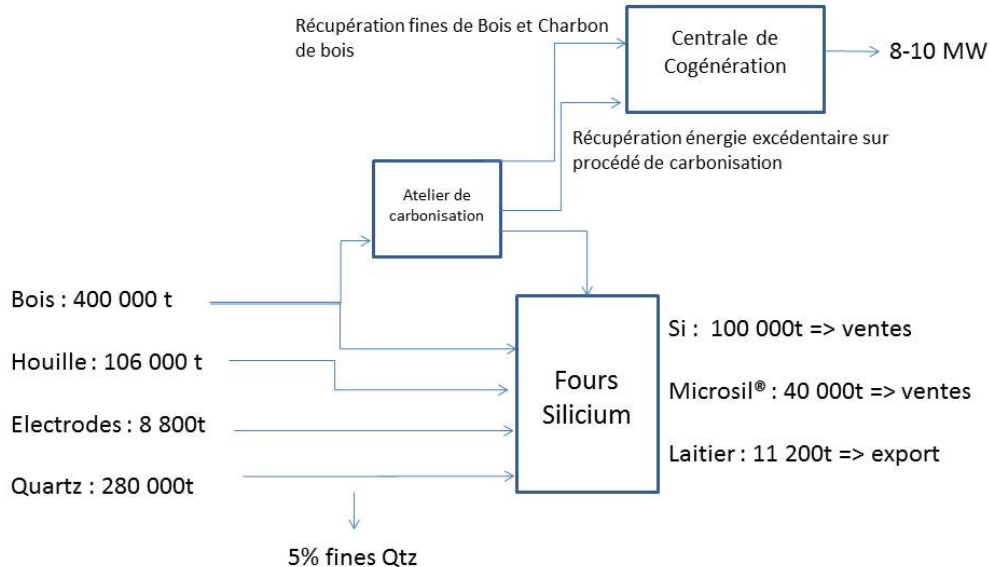 Récupération fines de Bois et Charbon
de bois
Centrale de
Cogénération
8-10 MW
Récupération énergie excédentaire sur
procédé de carbonisation
Atelier de
carbonisation
Bois : 400 000 t
Houille : 106 000 t
Electrodes : 8 800t
Quartz : 280 000t
5% fines Qtz
Fours
Silicium
Si : 100 000t => ventes
Microsil® : 40 000t => ventes
Laitier : 11 200t => export